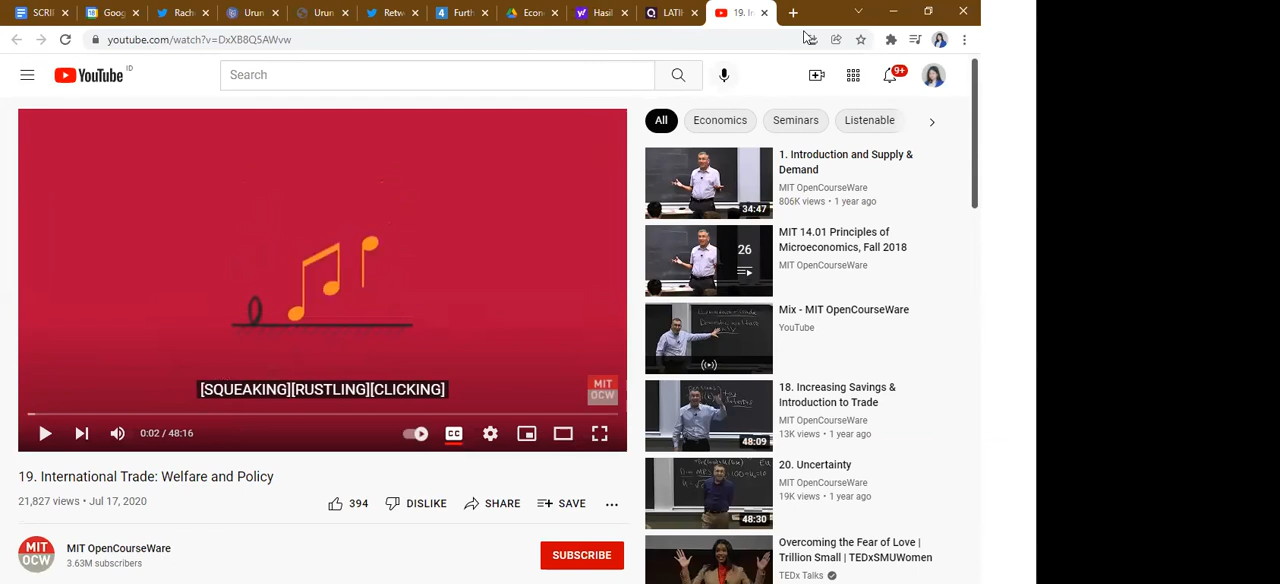 SCRI
Goog
Rach
Urun
Urun
Retw
Furth
Econ
Hasil
LATI
19. In
youtube.com/watch?v=DxXB8Q5AWvw
YouTube ID
Search
9+
All
Economics
Seminars
Listenable
[SQUEAKING][RUSTLING][CLICKING]
MIT
OCW
0:02 / 48:16
CC
19. International Trade: Welfare and Policy
21,827 views • Jul 17, 2020
394
DISLIKE
SHARE
SAVE
MIT
OCW
MIT OpenCourseWare
3.63M subscribers
SUBSCRIBE
34:47
1. Introduction and Supply &
Demand
MIT OpenCourseWare
806K views • 1 year ago
26
MIT 14.01 Principles of
Microeconomics, Fall 2018
MIT OpenCourseWare
Mix - MIT OpenCourseWare
YouTube
48:09
18. Increasing Savings &
Introduction to Trade
MIT OpenCourseWare
13K views • 1 year ago
48:30
20. Uncertainty
MIT OpenCourseWare
19K views • 1 year ago
Overcoming the Fear of Love |
Trillion Small | TEDxSMUWomen
TEDx Talks